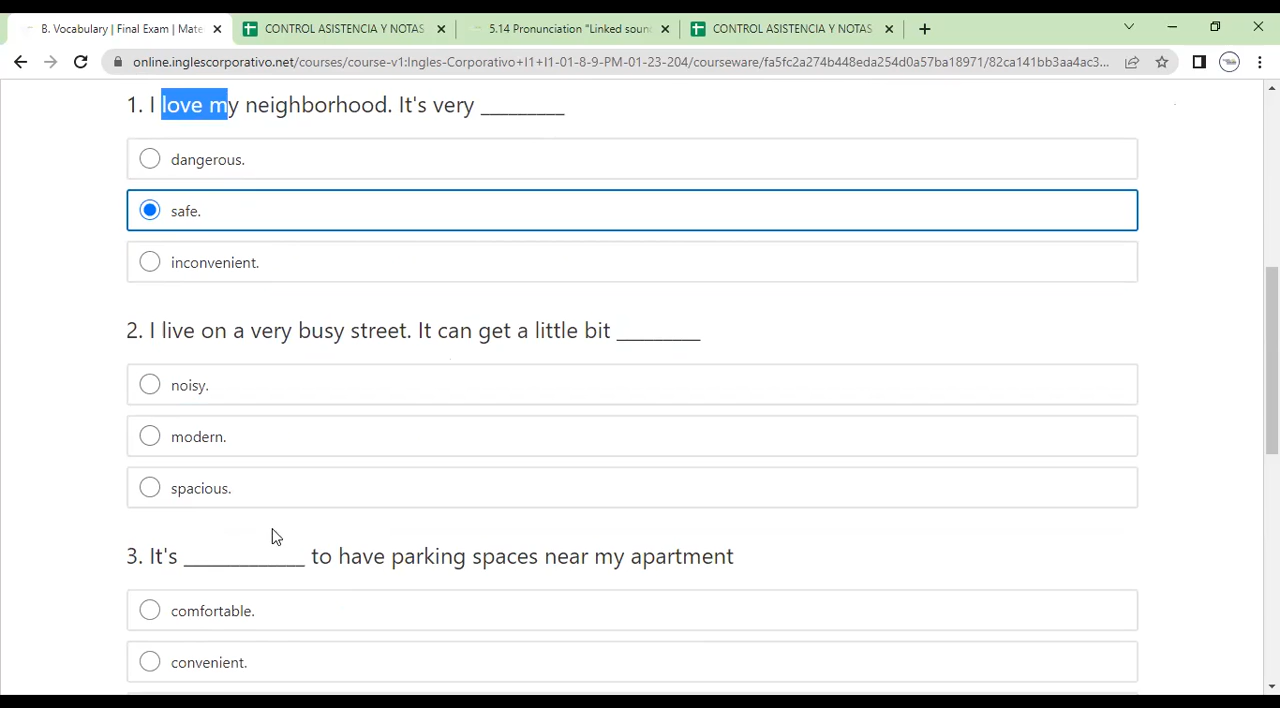 B. Vocabulary | Final Exam | Mate
CONTROL ASISTENCIA Y NOTAS
5.14 Pronunciation "Linked soun
CONTROL ASISTENCIA Y NOTAS
online.inglescorporativo.net/courses/course-v1:Ingles-Corporativo+I1+I1-01-8-9-PM-01-23-204/courseware/fa5fc2a274b448eda254d0a57ba18971/82ca141bb3aa4ac3...
1. I love my neighborhood. It's very _________
dangerous.
safe.
inconvenient.
2. I live on a very busy street. It can get a little bit _________
noisy.
modern.
spacious.
3. It's _____________ to have parking spaces near my apartment
comfortable.
convenient.